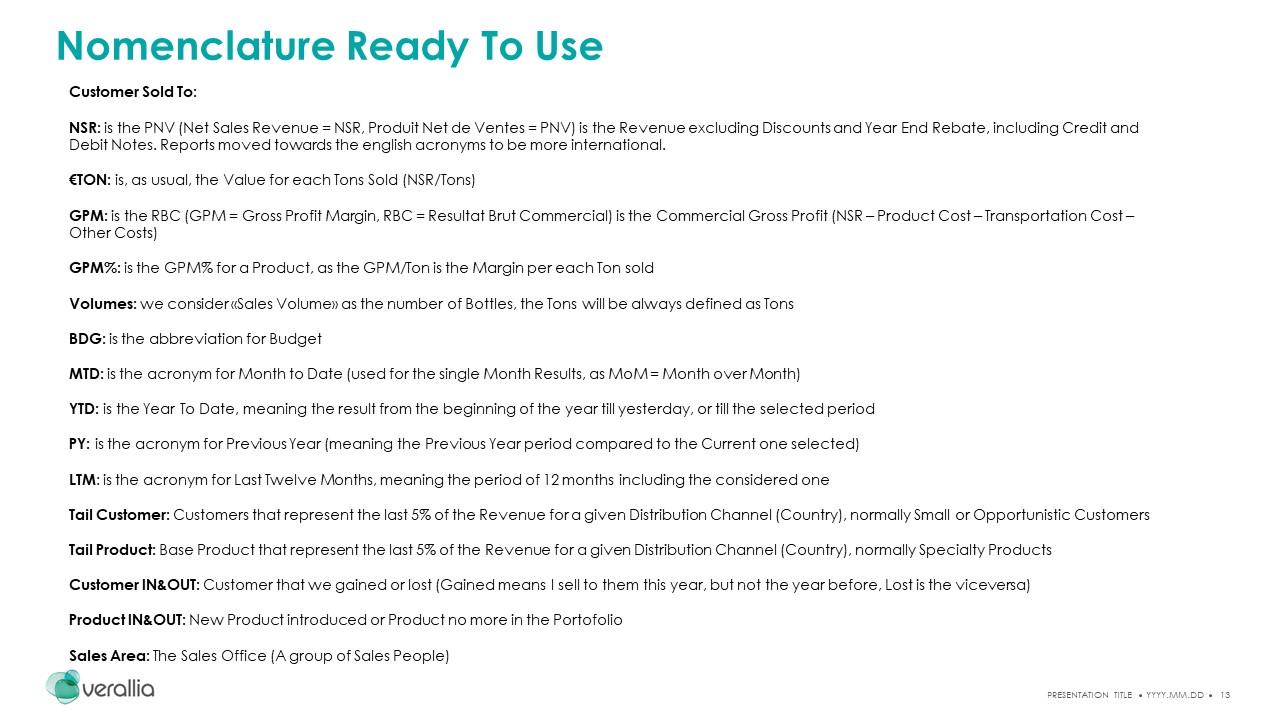 Nomenclature Ready To Use
Customer Sold To:
NSR: is the PNV (Net Sales Revenue = NSR, Produit Net de Ventes = PNV) is the Revenue excluding Discounts and Year End Rebate, including Credit and
Debit Notes. Reports moved towards the english acronyms to be more international.
€TON: is, as usual, the Value for each Tons Sold (NSR/Tons)
GPM: is the RBC (GPM = Gross Profit Margin, RBC = Resultat Brut Commercial) is the Commercial Gross Profit (NSR – Product Cost – Transportation Cost –
Other Costs)
GPM%: is the GPM% for a Product, as the GPM/Ton is the Margin per each Ton sold
Volumes: we consider «Sales Volume» as the number of Bottles, the Tons will be always defined as Tons
BDG: is the abbreviation for Budget
MTD: is the acronym for Month to Date (used for the single Month Results, as MoM = Month over Month)
YTD: is the Year To Date, meaning the result from the beginning of the year till yesterday, or till the selected period
PY: is the acronym for Previous Year (meaning the Previous Year period compared to the Current one selected)
LTM: is the acronym for Last Twelve Months, meaning the period of 12 months including the considered one
Tail Customer: Customers that represent the last 5% of the Revenue for a given Distribution Channel (Country), normally Small or Opportunistic Customers
Tail Product: Base Product that represent the last 5% of the Revenue for a given Distribution Channel (Country), normally Specialty Products
Customer IN&OUT: Customer that we gained or lost (Gained means I sell to them this year, but not the year before, Lost is the viceversa)
Product IN&OUT: New Product introduced or Product no more in the Portofolio
Sales Area: The Sales Office (A group of Sales People)
verallia
PRESENTATION TITLE • YYYY.MM.DD • 13